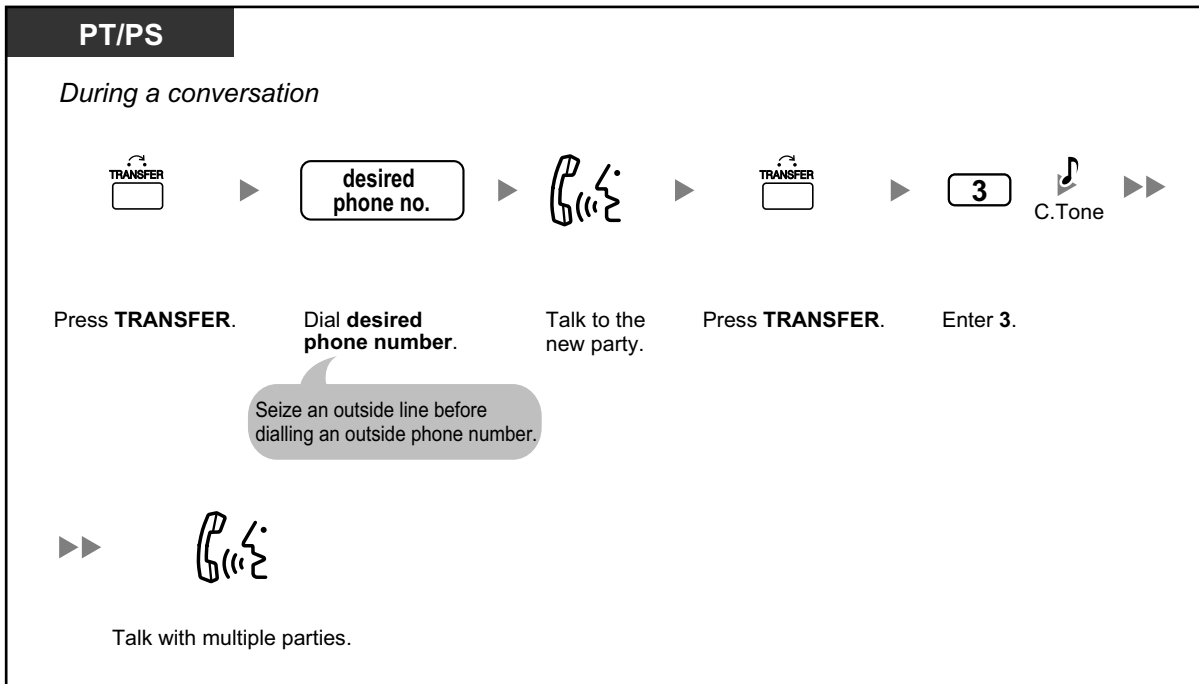 PT/PS
During a conversation
TRANSFER
desired
phone no.
TRANSFER
3
C.Tone
Press TRANSFER.
Dial desired
phone number.
Talk to the
new party.
Press TRANSFER.
Enter 3.
Seize an outside line before
dialling an outside phone number.
Talk with multiple parties.